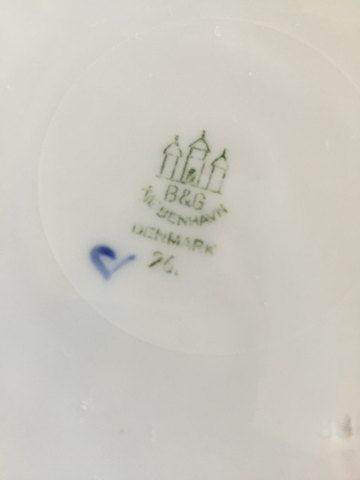 B&G
KJØBENHAVN
DENMARK
26.